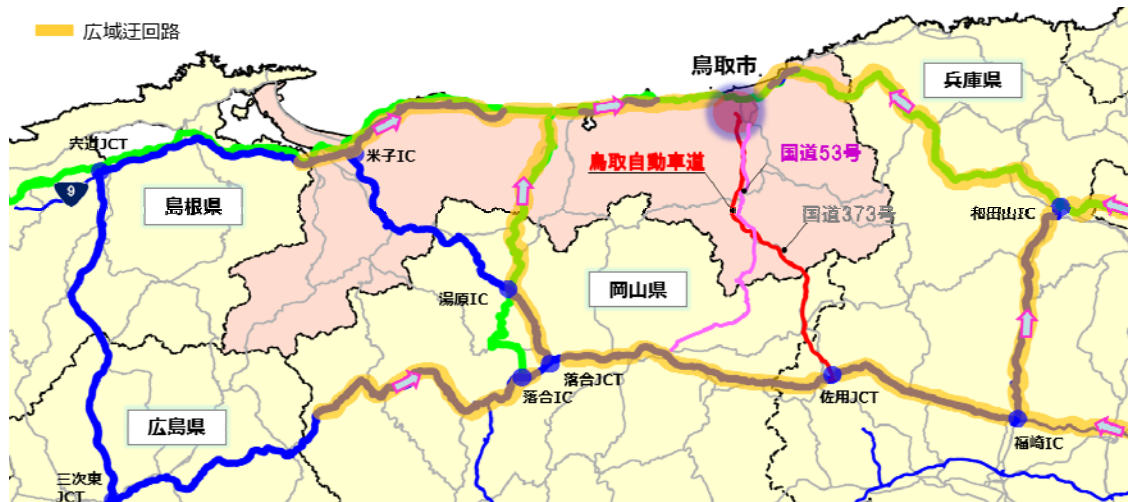 広域迂回路
鳥取市
兵庫県
宍道JCT
米子IC
鳥取自動車道
国道53号
9
島根県
国道373号
和田山IC
湯原IC
岡山県
落合JCT
落合IC
佐用JCT
広島県
福崎IC
三次東
JCT